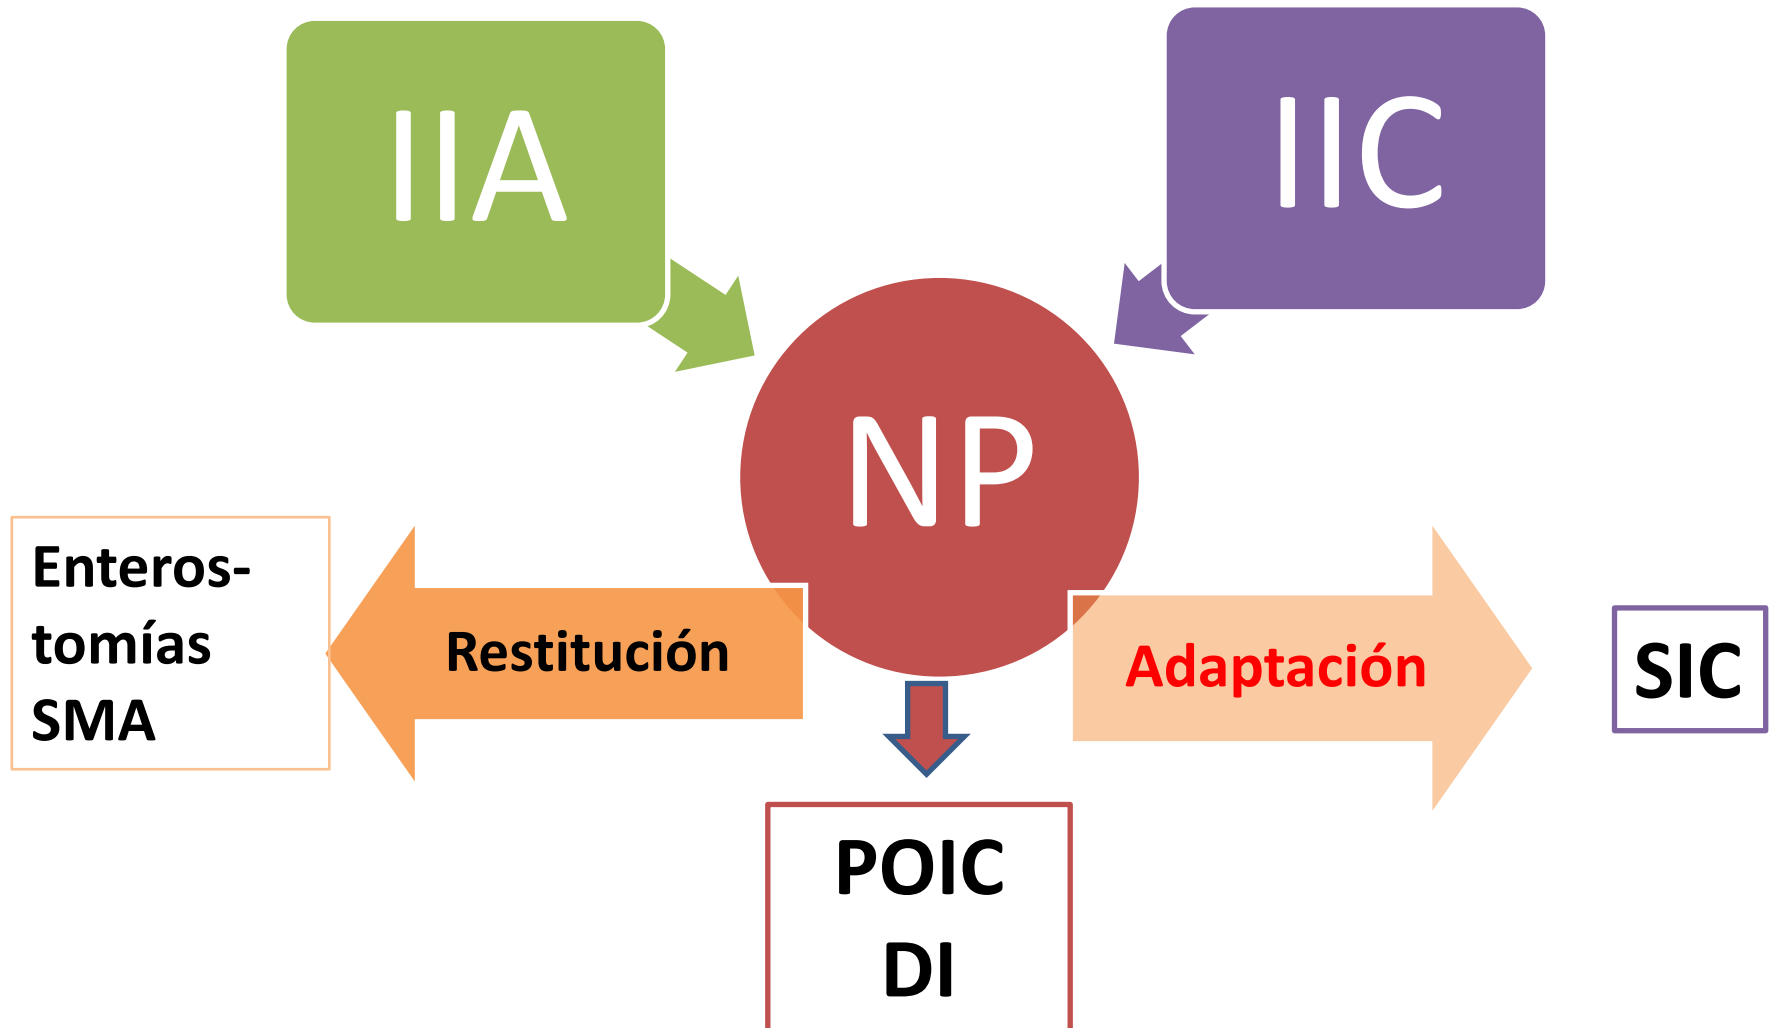 IIA
IIC
NP
Enteros-
tomías
SMA
Restitución
Adaptación
SIC
POIC
DI